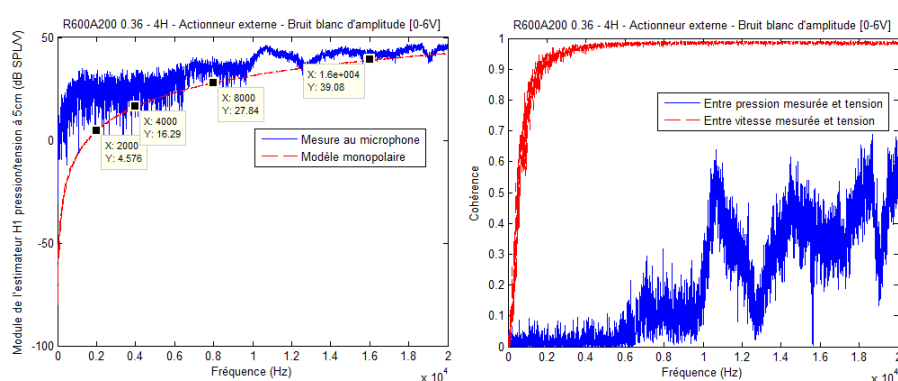 R600A200 0.36 - 4H - Actionneur externe - Bruit blanc d'amplitude [0-6V]
Module de l'estimateur H1 pression/tension à 5cm (dB SPL/V)
50
0
-50
-100
X: 2000
Y: 4.576
X: 4000
Y: 16.29
X: 8000
Y: 27.84
X: 1.6e+004
Y: 39.08
Mesure au microphone
Modèle monopolaire
0 0.2 0.4 0.6 0.8 1 1.2 1.4 1.6 1.8 2
Fréquence (Hz)
x 10^4
R600A200 0.36 - 4H - Actionneur externe - Bruit blanc d'amplitude [0-6V]
Cohérence
1
0.9
0.8
0.7
0.6
0.5
0.4
0.3
0.2
0.1
0
Entre pression mesurée et tension
Entre vitesse mesurée et tension
0 0.2 0.4 0.6 0.8 1 1.2 1.4 1.6 1.8 2
Fréquence (Hz)
x 10^4